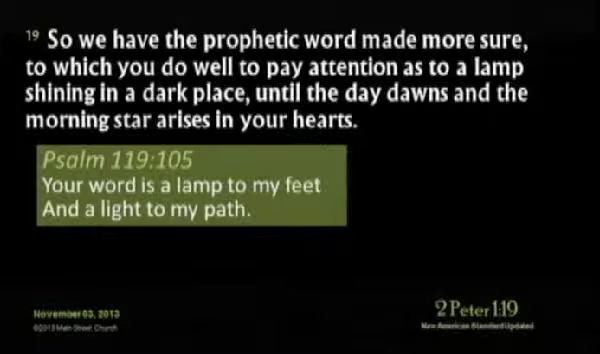 19 So we have the prophetic word made more sure,
to which you do well to pay attention as to a lamp
shining in a dark place, until the day dawns and the
morning star arises in your hearts.
Psalm 119:105
Your word is a lamp to my feet
And a light to my path.
November 03, 2013
©2013 Main Street Church
2 Peter 1:19
New American Standard Updated